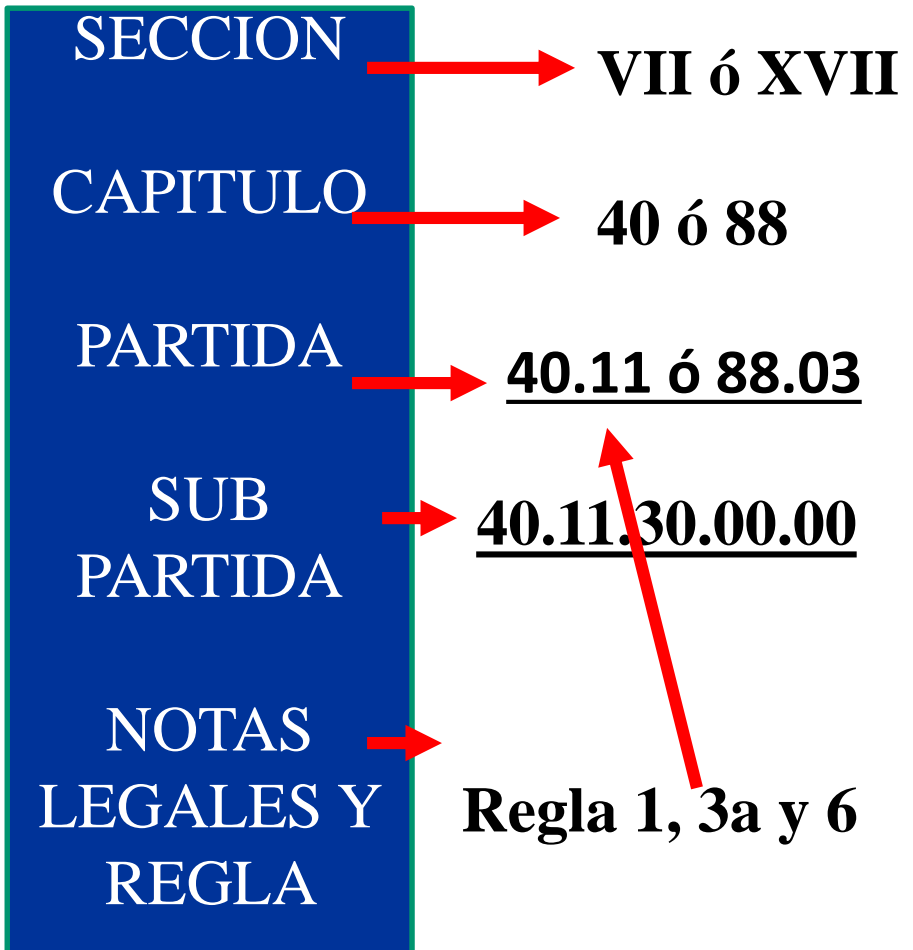 SECCION
VII ó XVII
CAPITULO
40 ó 88
PARTIDA
40.11 ó 88.03
SUB
PARTIDA
40.11.30.00.00
NOTAS
LEGALES Y
REGLA
Regla 1, 3a y 6